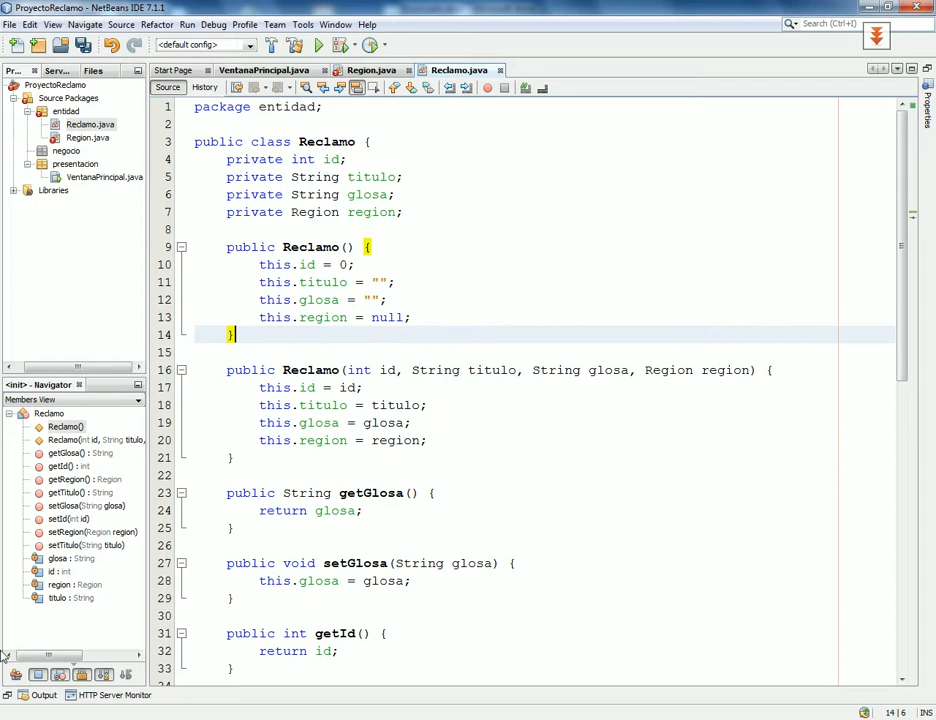 ProyectoReclamo - NetBeans IDE 7.1.1
File Edit View Navigate Source Refactor Run Debug Profile Team Tools Window Help
Search (Ctrl+I)
<default config>
Pr... Serv... Files
Start Page VentanaPrincipal.java Region.java Reclamo.java
Source History
Properties
ProyectoReclamo
Source Packages
entidad
Reclamo.java
Region.java
negocio
presentacion
VentanaPrincipal.java
Libraries
1 package entidad;
2
3 public class Reclamo {
4 private int id;
5 private String titulo;
6 private String glosa;
7 private Region region;
8
9 public Reclamo() {
10 this.id = 0;
11 this.titulo = "";
12 this.glosa = "";
13 this.region = null;
14 }
15
16 public Reclamo(int id, String titulo, String glosa, Region region) {
17 this.id = id;
18 this.titulo = titulo;
19 this.glosa = glosa;
20 this.region = region;
21 }
22
23 public String getGlosa() {
24 return glosa;
25 }
26
27 public void setGlosa(String glosa) {
28 this.glosa = glosa;
29 }
30
31 public int getId() {
32 return id;
33 }
<init> - Navigator
Members View
Reclamo
Reclamo()
Reclamo(int id, String titulo,
getGlosa() : String
getId() : int
getRegion() : Region
getTitulo() : String
setGlosa(String glosa)
setId(int id)
setRegion(Region region)
setTitulo(String titulo)
glosa : String
id : int
region : Region
titulo : String
Output HTTP Server Monitor
14 | 6 INS